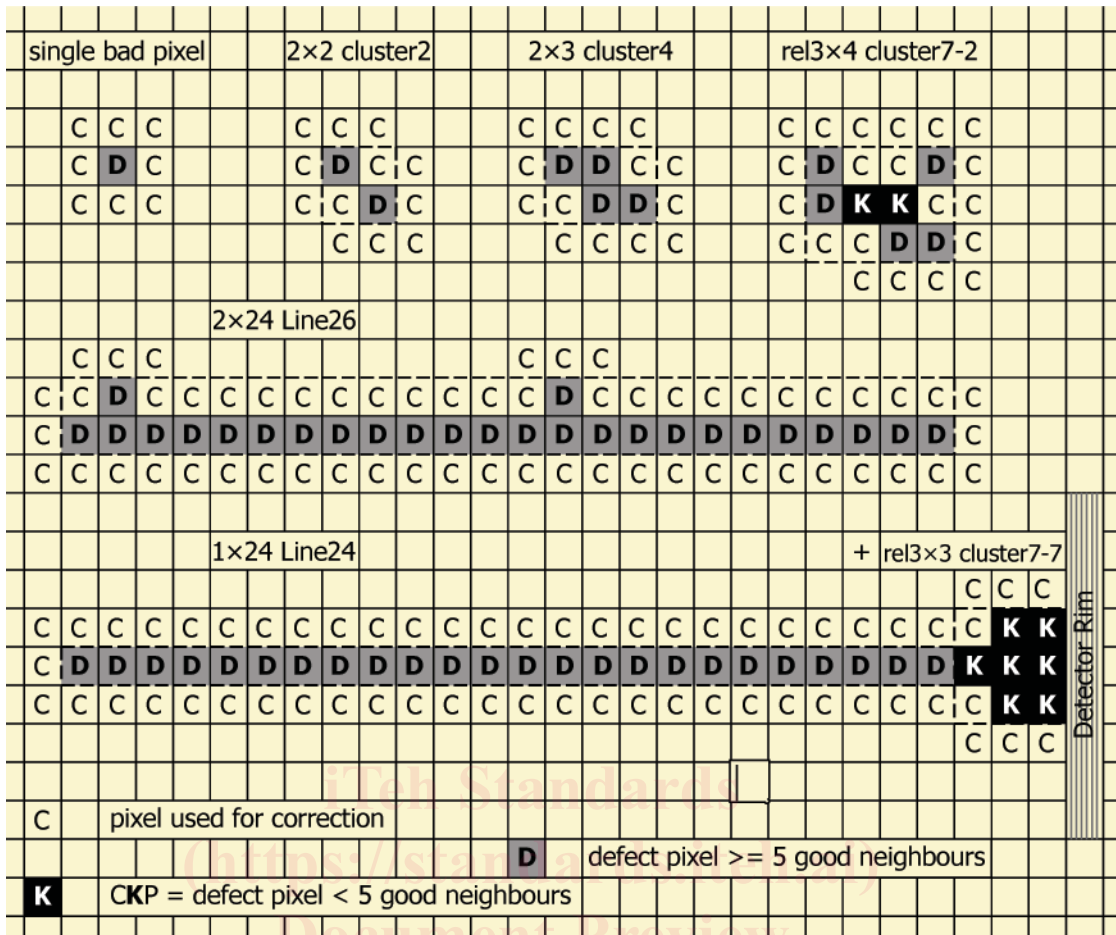 single bad pixel 2×2 cluster2 2×3 cluster4 rel3×4 cluster7-2
C C C C C C C C C C C C C C C C
C D C C D C C C D D C C C D C C D C
C C C C C D C C C D D C C D K K C C
C C C C C C C C C C D D C
C C C C
2×24 Line26
C C C C C C
C C D C C C C C C C C C C C D C C C C C C C C C C C
C D D D D D D D D D D D D D D D D D D D D D D D D C
C C C C C C C C C C C C C C C C C C C C C C C C C C
1×24 Line24 + rel3×3 cluster7-7
C C C
C C C C C C C C C C C C C C C C C C C C C C C C C C K K
C D D D D D D D D D D D D D D D D D D D D D D D D K K K
C C C C C C C C C C C C C C C C C C C C C C C C C C K K
C C C
Detector Rim
iTeh Standards
C pixel used for correction
(https://standards.iteh.ai)
D defect pixel >= 5 good neighbours
K CKP = defect pixel < 5 good neighbours
Document Preview